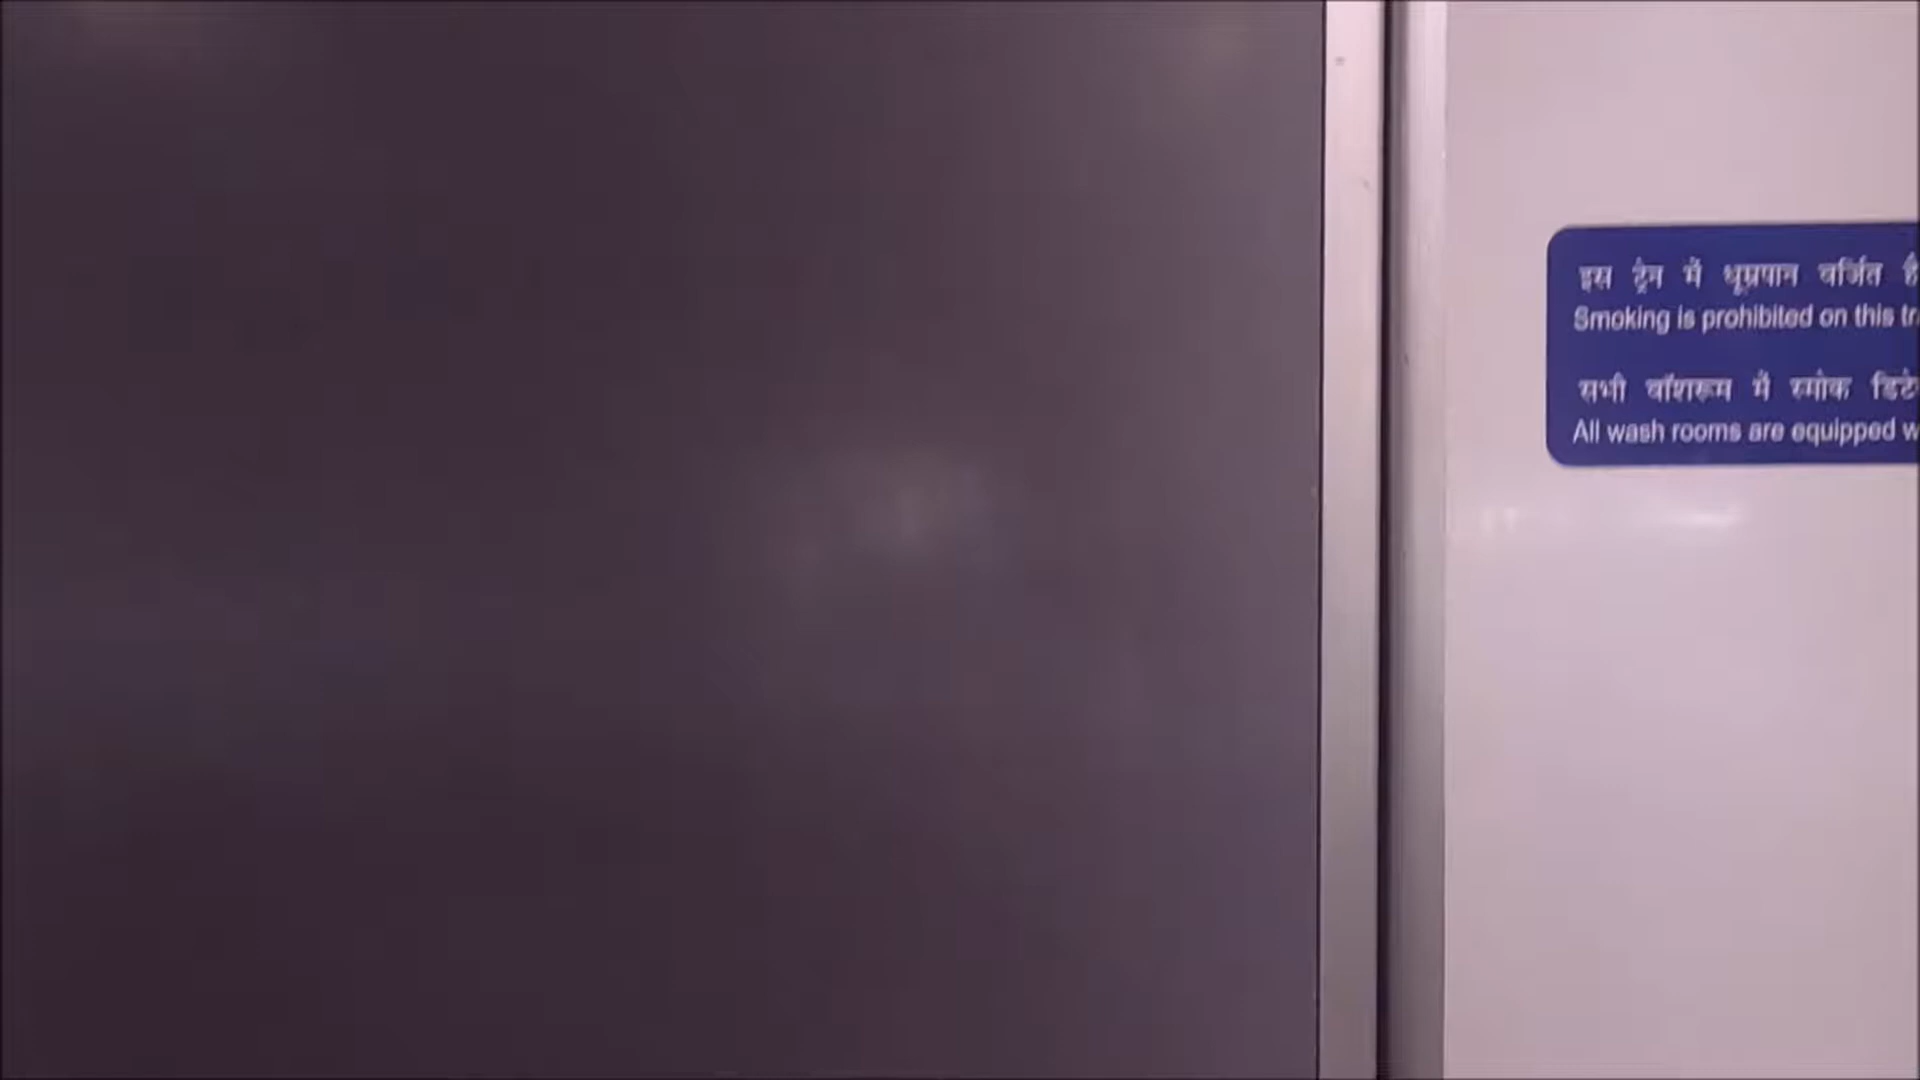 इस ट्रेन में धूम्रपान वर्जित है
Smoking is prohibited on this
सभी वॉशरूम में स्मोक
All wash rooms are equipped